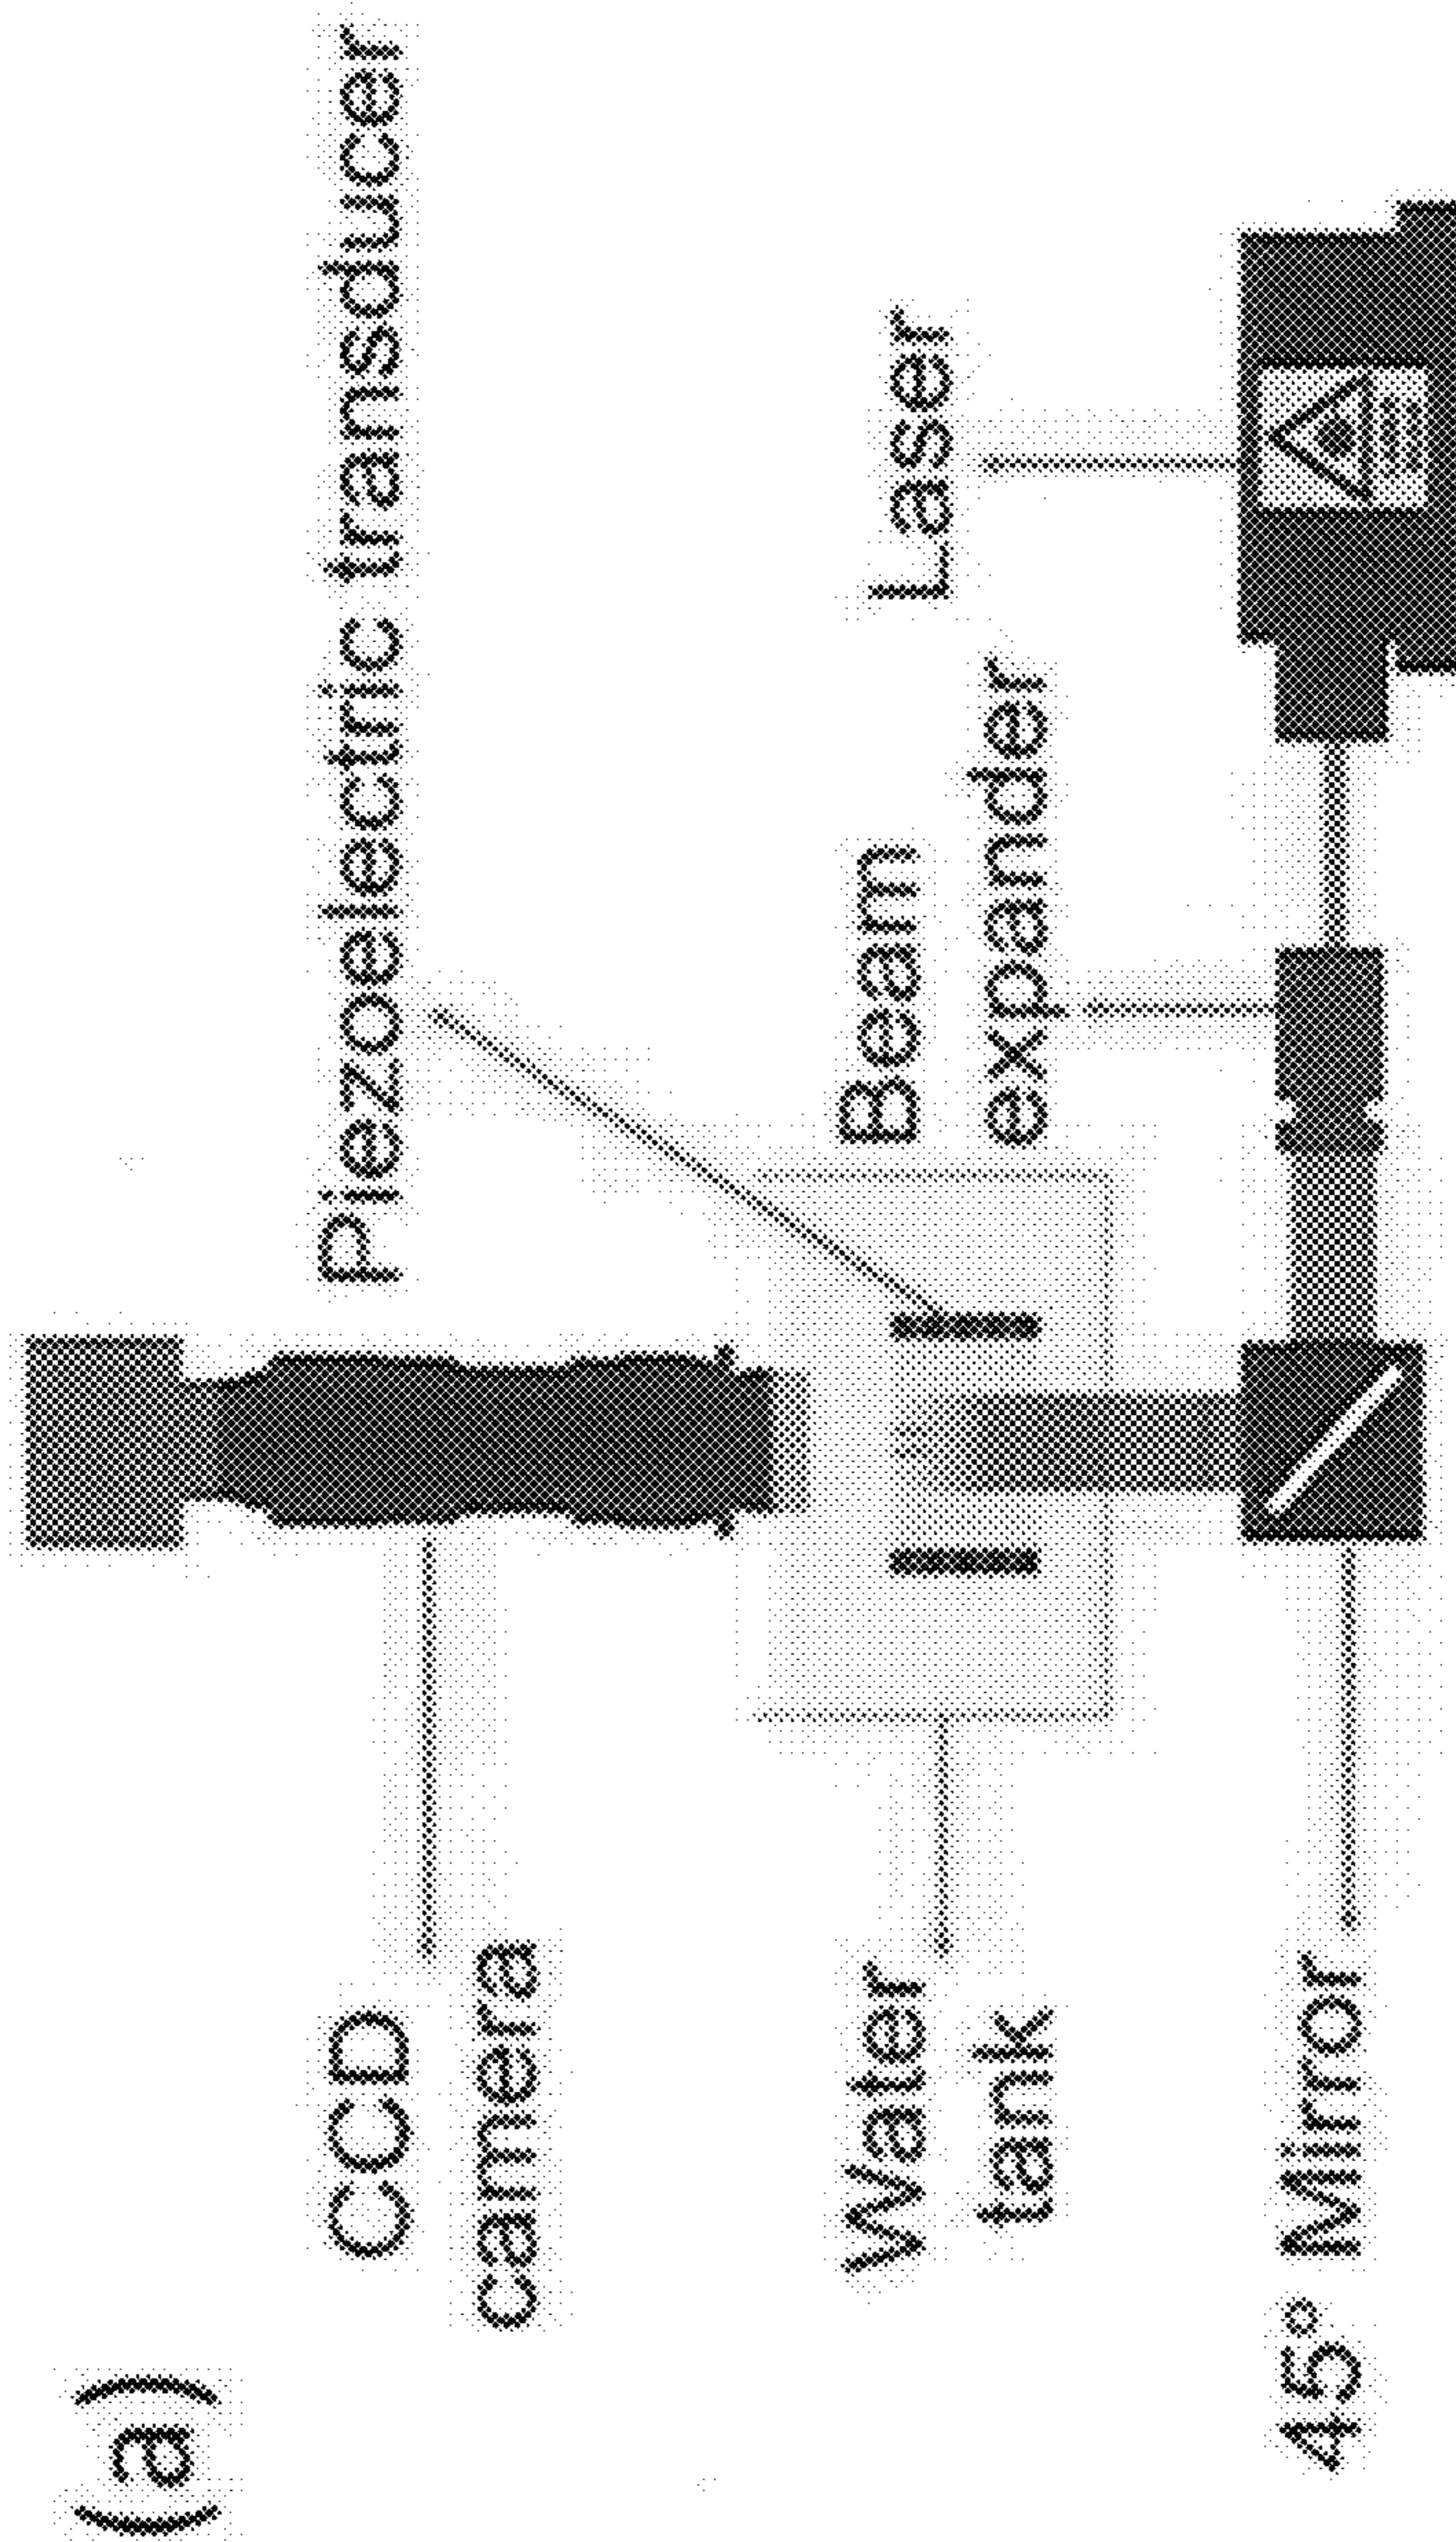 (a)
CCD
camera
Piezoelectric transducer
Water
tank
Beam
expander
Laser
45° Mirror